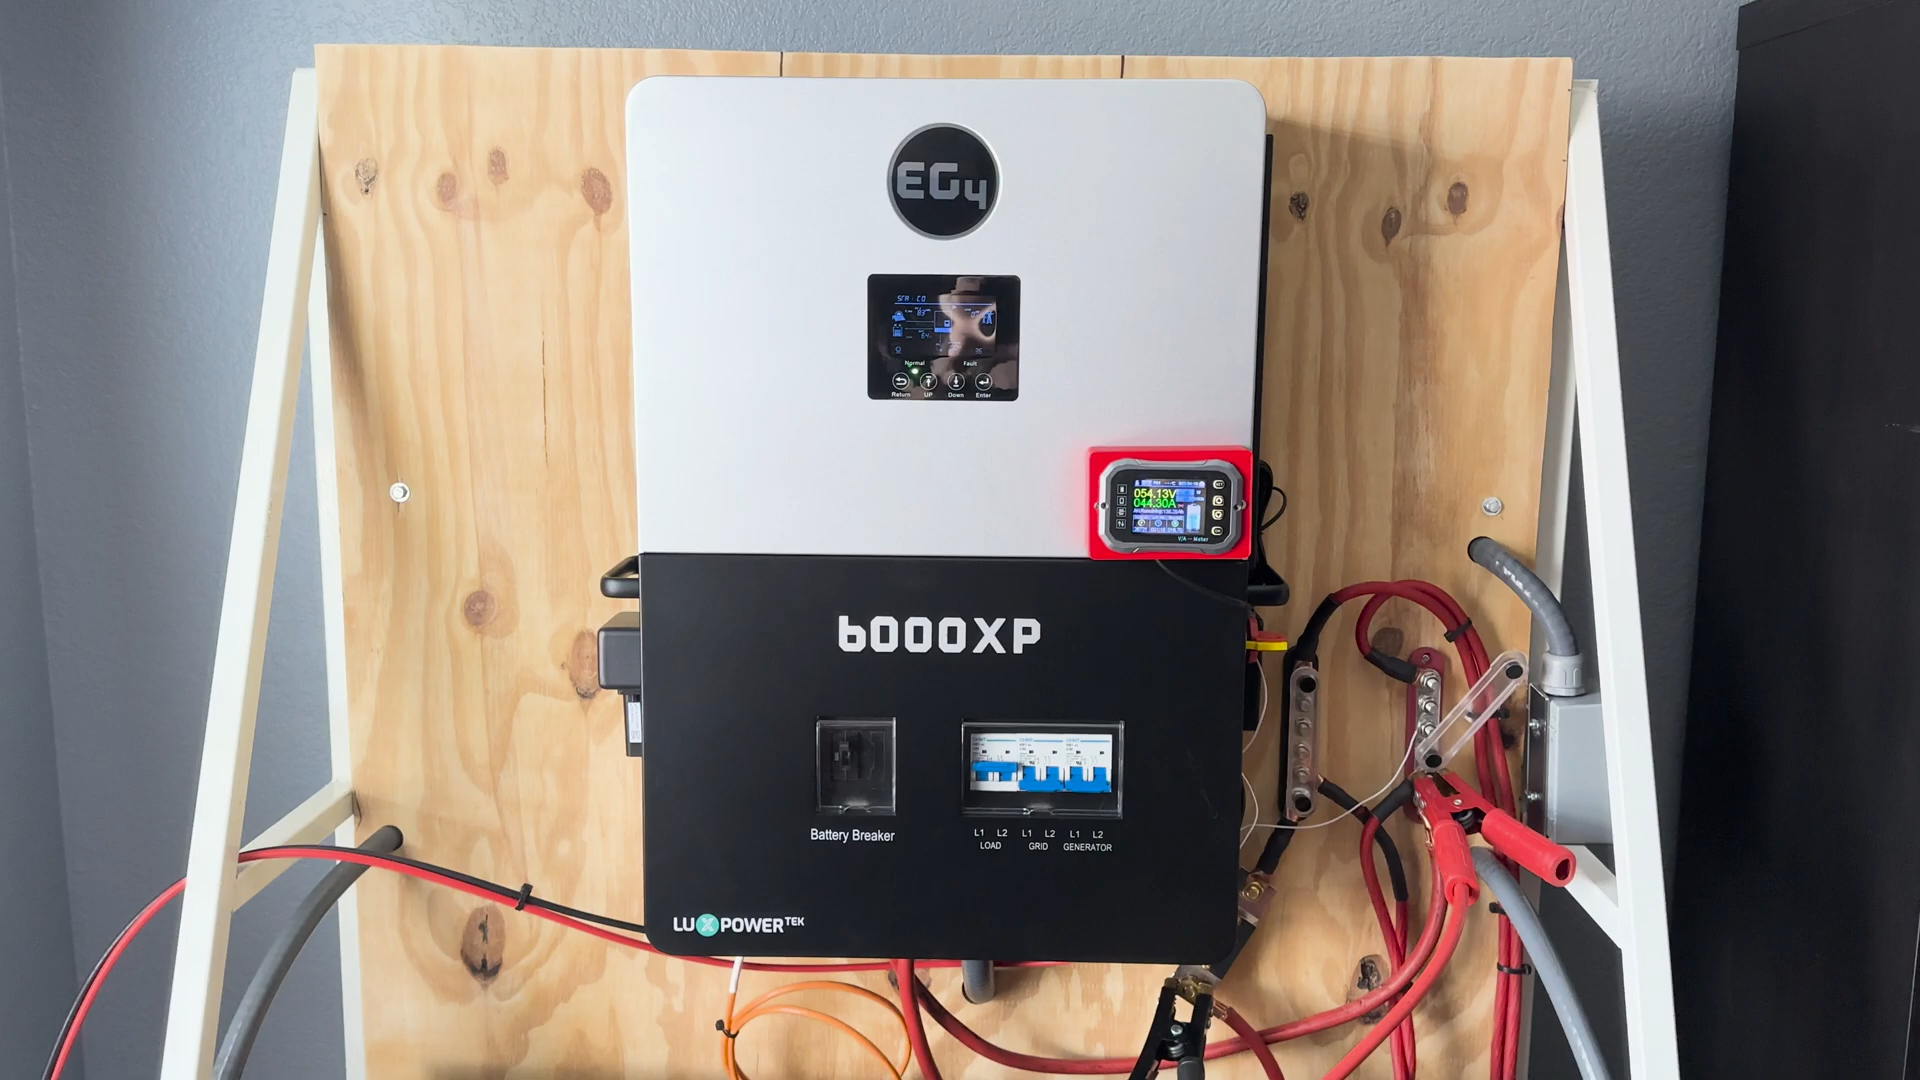 EG4
Normal
Fault
Return
UP
Down
Enter
054.13V
044.30A
V/A
Meter
6000XP
Battery Breaker
L1 L2 L1 L2 L1 L2
LOAD GRID GENERATOR
LUXPOWERTEK